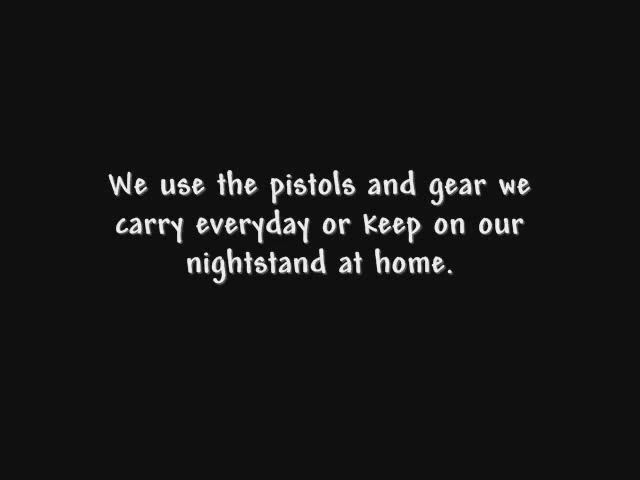 We use the pistols and gear we
carry everyday or keep on our
nightstand at home.